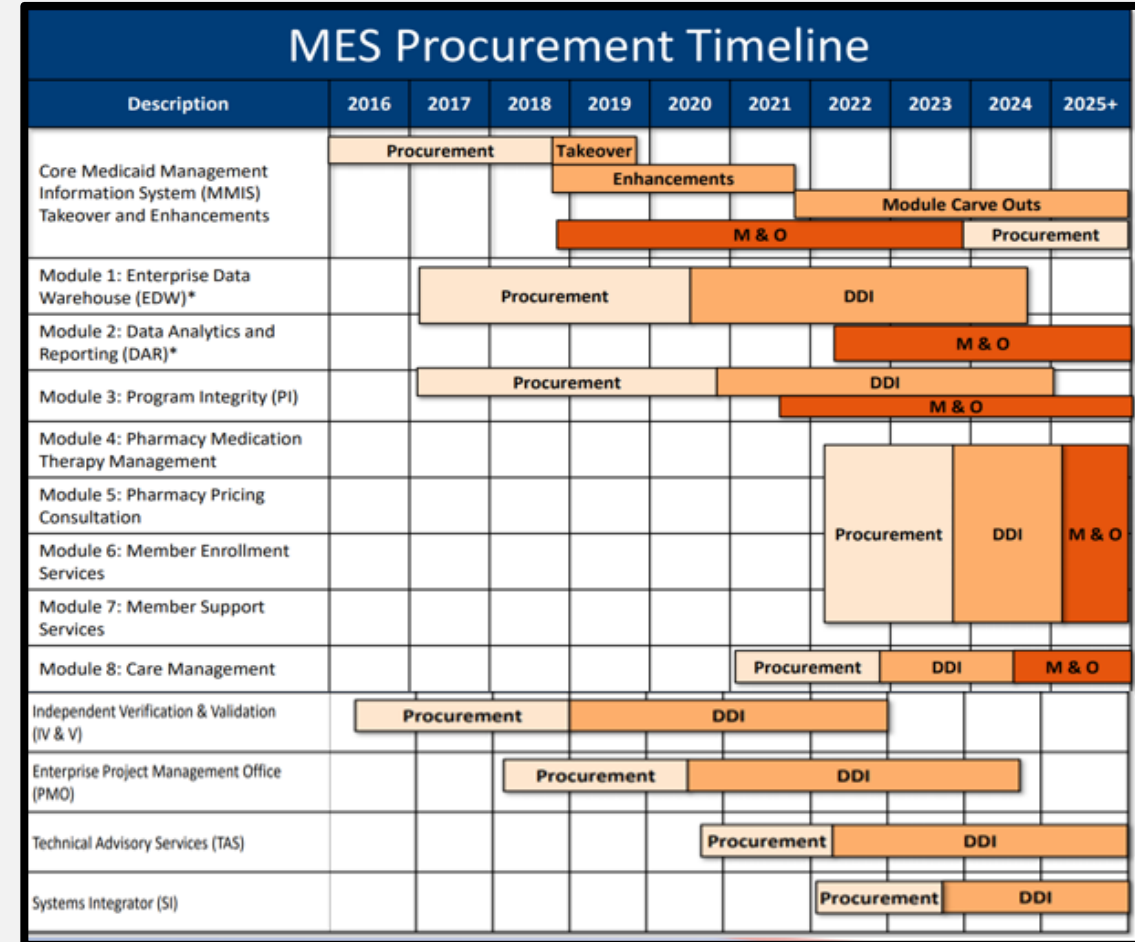 MES Procurement Timeline
Description 2016 2017 2018 2019 2020 2021 2022 2023 2024 2025+
Core Medicaid Management
Information System (MMIS)
Takeover and Enhancements
Procurement Takeover
Enhancements
Module Carve Outs
M & O Procurement
Module 1: Enterprise Data
Warehouse (EDW)*
Procurement DDI
Module 2: Data Analytics and
Reporting (DAR)*
M & O
Module 3: Program Integrity (PI)
Procurement DDI
M & O
Module 4: Pharmacy Medication
Therapy Management
Module 5: Pharmacy Pricing
Consultation
Module 6: Member Enrollment
Services
Module 7: Member Support
Services
Procurement DDI M & O
Module 8: Care Management
Procurement DDI M & O
Independent Verification & Validation
(IV & V)
Procurement DDI
Enterprise Project Management Office
(PMO)
Procurement DDI
Technical Advisory Services (TAS)
Procurement DDI
Systems Integrator (SI)
Procurement DDI